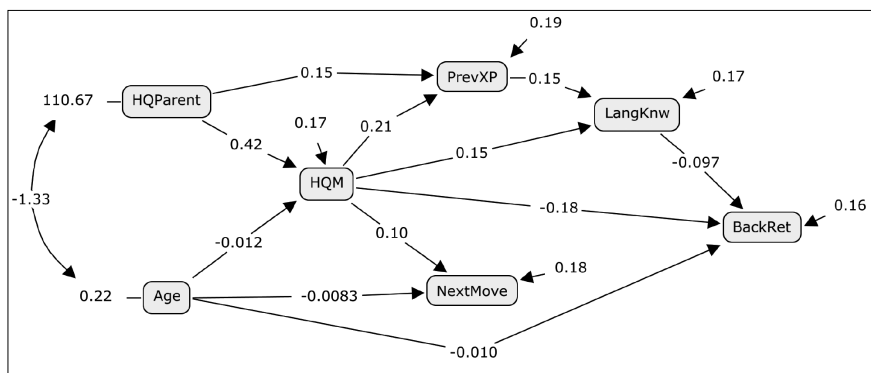 0.19
0.15
PrevXP
0.15
0.17
110.67
HQParent
LangKnw
0.42
0.17
0.21
0.15
-0.097
HQM
-1.33
-0.18
0.16
BackRet
-0.012
0.10
0.18
0.22
Age
-0.0083
NextMove
-0.010